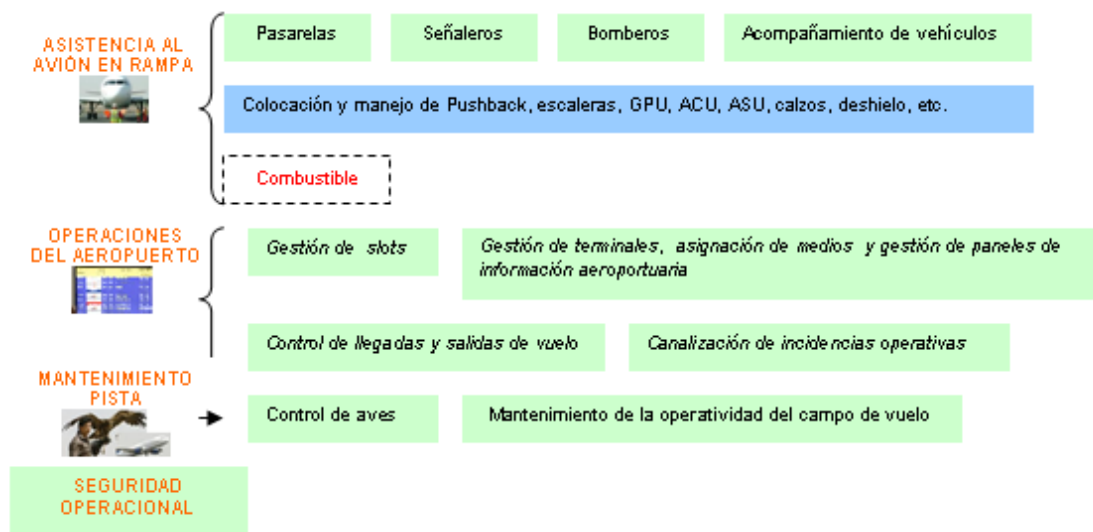 ASISTENCIA AL
AVIÓN EN RAMPA
Pasarelas
Señaleros
Bomberos
Acompañamiento de vehículos
Colocación y manejo de Pushback, escaleras, GPU, ACU, ASU, calzos, deshielo, etc.
Combustible
OPERACIONES
DEL AEROPUERTO
Gestión de slots
Gestión de terminales, asignación de medios y gestión de paneles de
información aeroportuaria
Control de llegadas y salidas de vuelo
Canalización de incidencias operativas
MANTENIMIENTO
PISTA
Control de aves
Mantenimiento de la operatividad del campo de vuelo
SEGURIDAD
OPERACIONAL